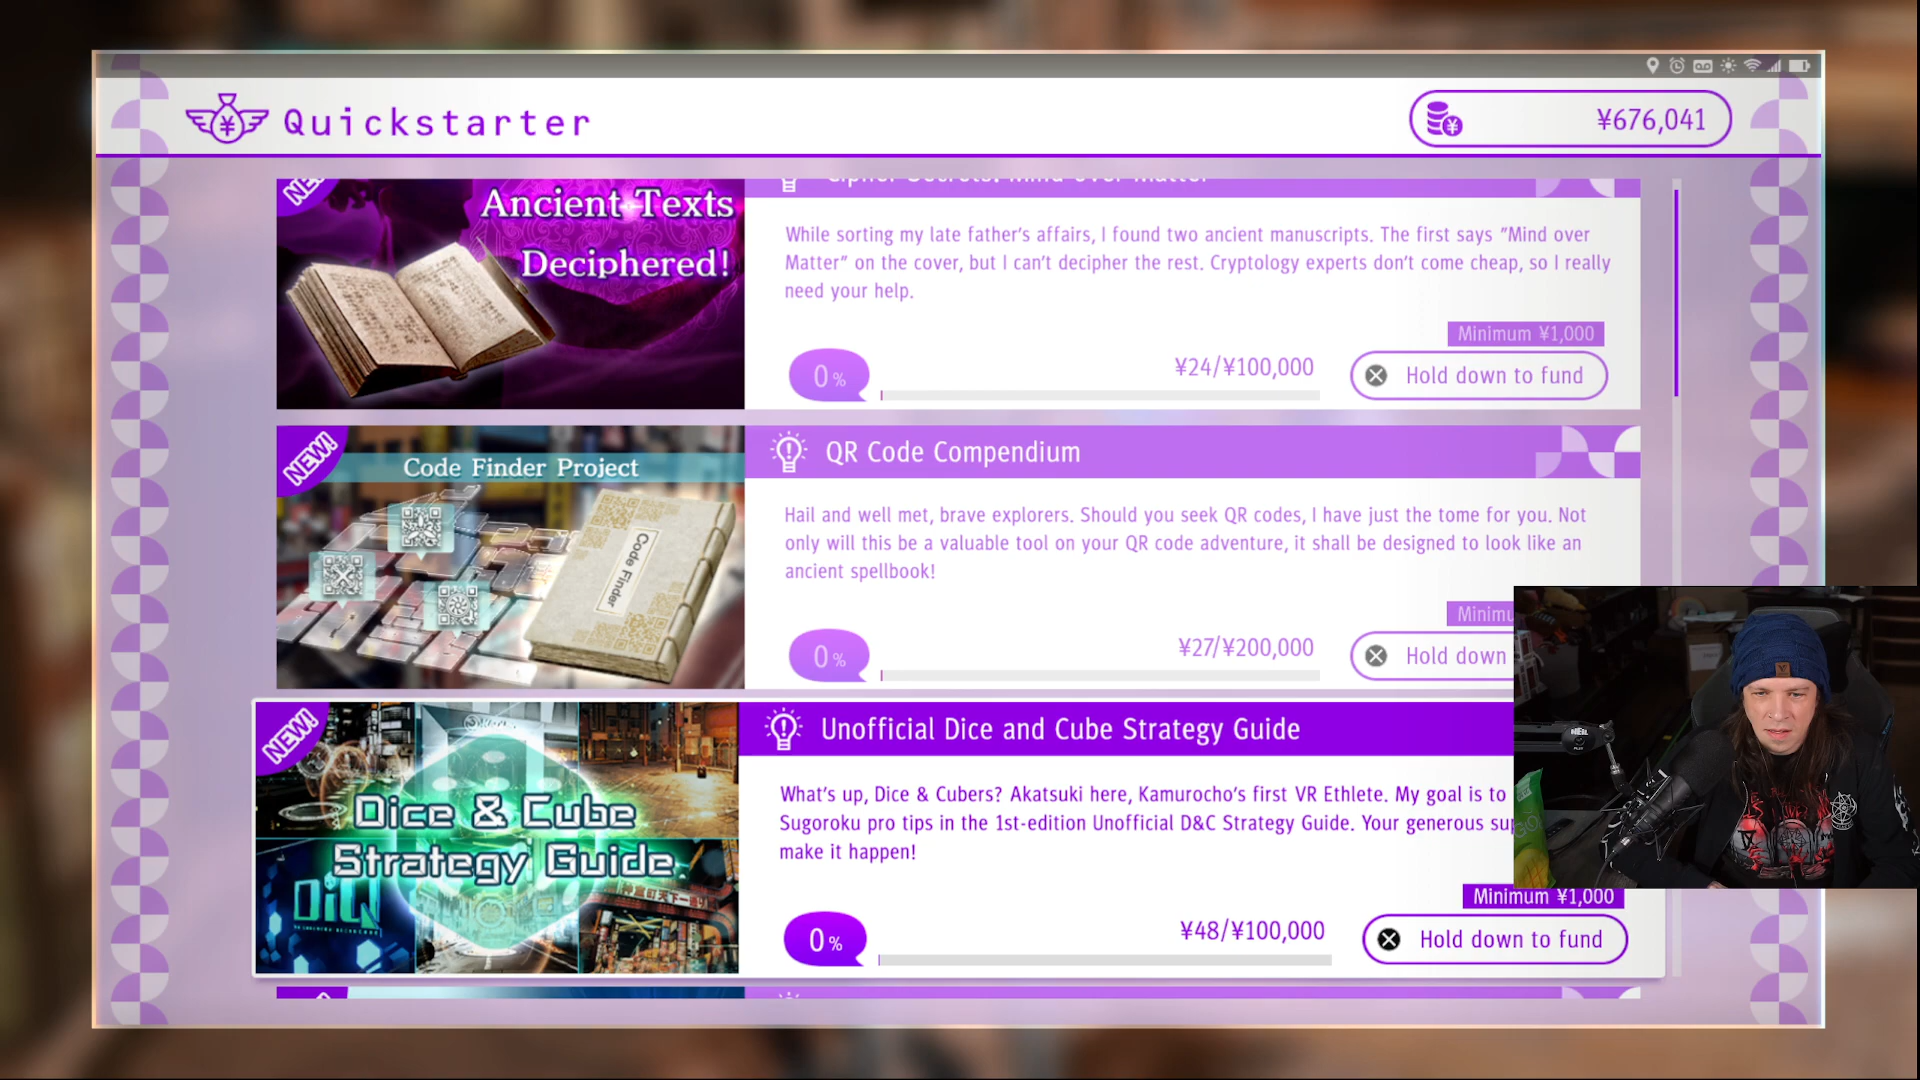 Quickstarter
¥676,041
NEW!
Ancient Texts
Deciphered!
Cipher Secrets: Mind over Matter
While sorting my late father's affairs, I found two ancient manuscripts. The first says "Mind over
Matter" on the cover, but I can't decipher the rest. Cryptology experts don't come cheap, so I really
need your help.
Minimum ¥1,000
0%
¥24/¥100,000
Hold down to fund
NEW!
Code Finder Project
Code Finder
QR Code Compendium
Hail and well met, brave explorers. Should you seek QR codes, I have just the tome for you. Not
only will this be a valuable tool on your QR code adventure, it shall be designed to look like an
ancient spellbook!
Minimu
0%
¥27/¥200,000
Hold down
NEW!
Dice & Cube
Strategy Guide
Unofficial Dice and Cube Strategy Guide
What's up, Dice & Cubers? Akatsuki here, Kamurocho's first VR Ethlete. My goal is to
Sugoroku pro tips in the 1st-edition Unofficial D&C Strategy Guide. Your generous su
make it happen!
Minimum ¥1,000
0%
¥48/¥100,000
Hold down to fund